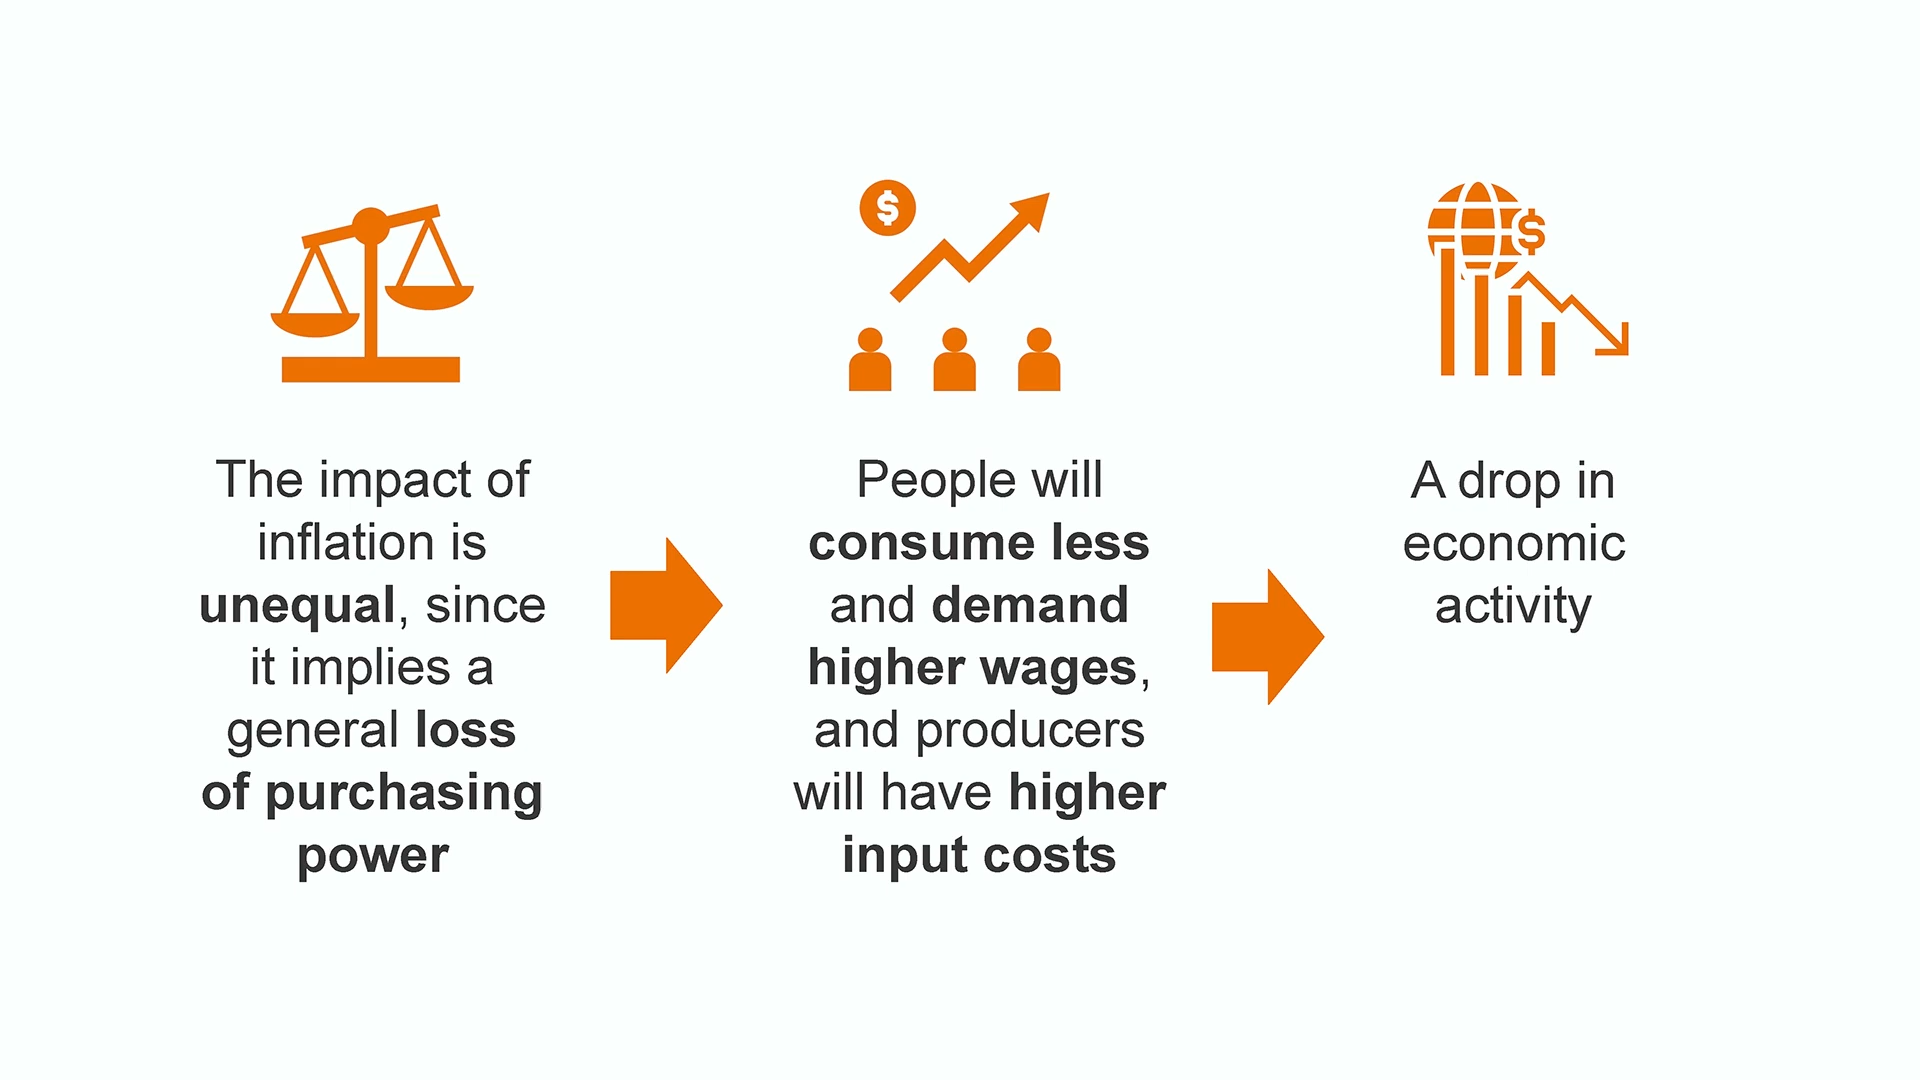 $
$
The impact of
inflation is
unequal, since
it implies a
general loss
of purchasing
power
People will
consume less
and demand
higher wages,
and producers
will have higher
input costs
A drop in
economic
activity